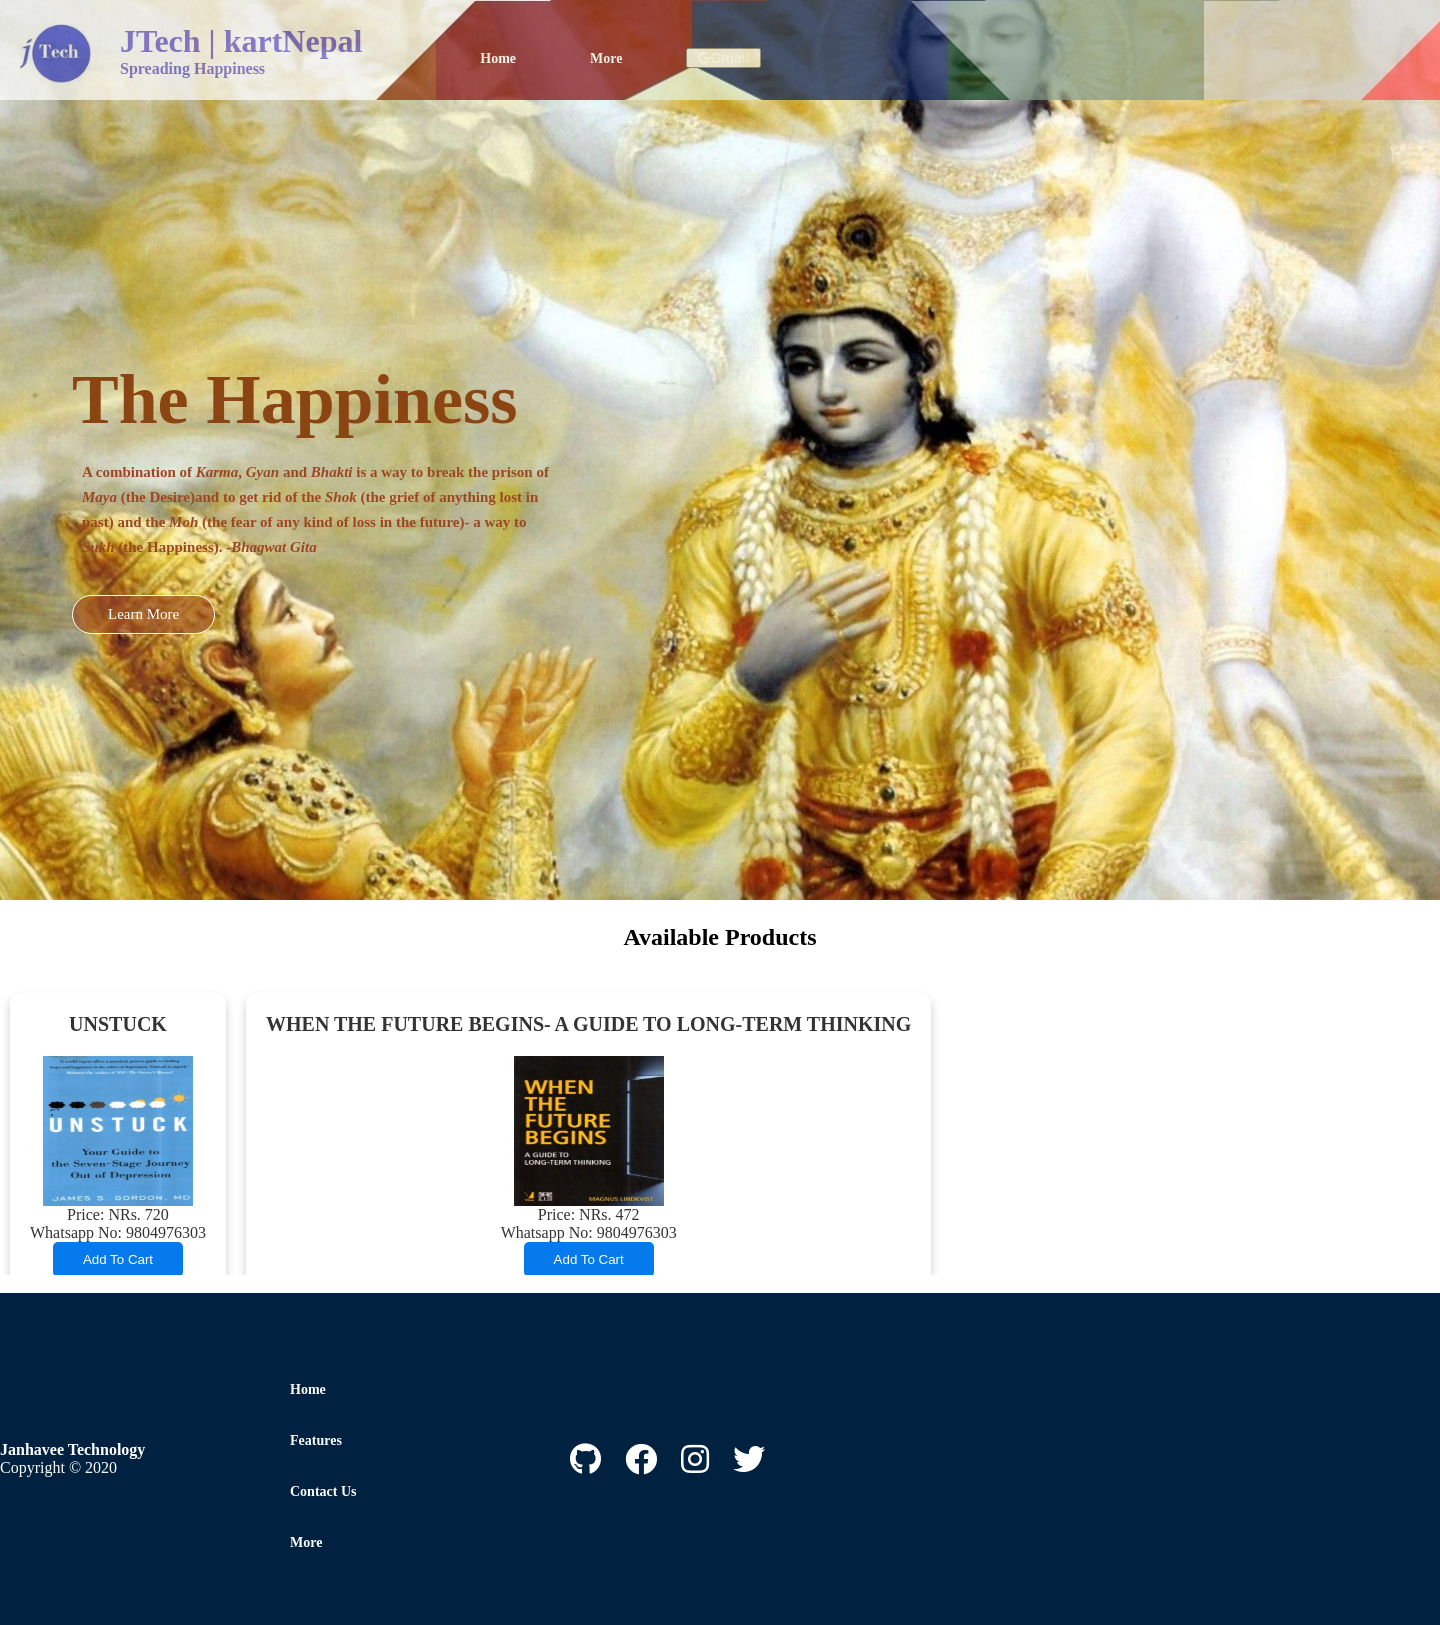 jTech
JTech | kartNepal
Spreading Happiness
Home
More
GGmail
The Happiness
A combination of Karma, Gyan and Bhakti is a way to break the prison of
Maya (the Desire)and to get rid of the Shok (the grief of anything lost in
past) and the Moh (the fear of any kind of loss in the future)- a way to
Sukh (the Happiness). -Bhagwat Gita
Learn More
Available Products
UNSTUCK
UNSTUCK
Your Guide to
the Seven-Stage Journey
Out of Depression
JAMES S. GORDON, MD
Price: NRs. 720
Whatsapp No: 9804976303
Add To Cart
WHEN THE FUTURE BEGINS- A GUIDE TO LONG-TERM THINKING
WHEN
THE
FUTURE
BEGINS
A GUIDE TO
LONG-TERM THINKING
MAGNUS LINDKVIST
Price: NRs. 472
Whatsapp No: 9804976303
Add To Cart
Janhavee Technology
Copyright © 2020
Home
Features
Contact Us
More